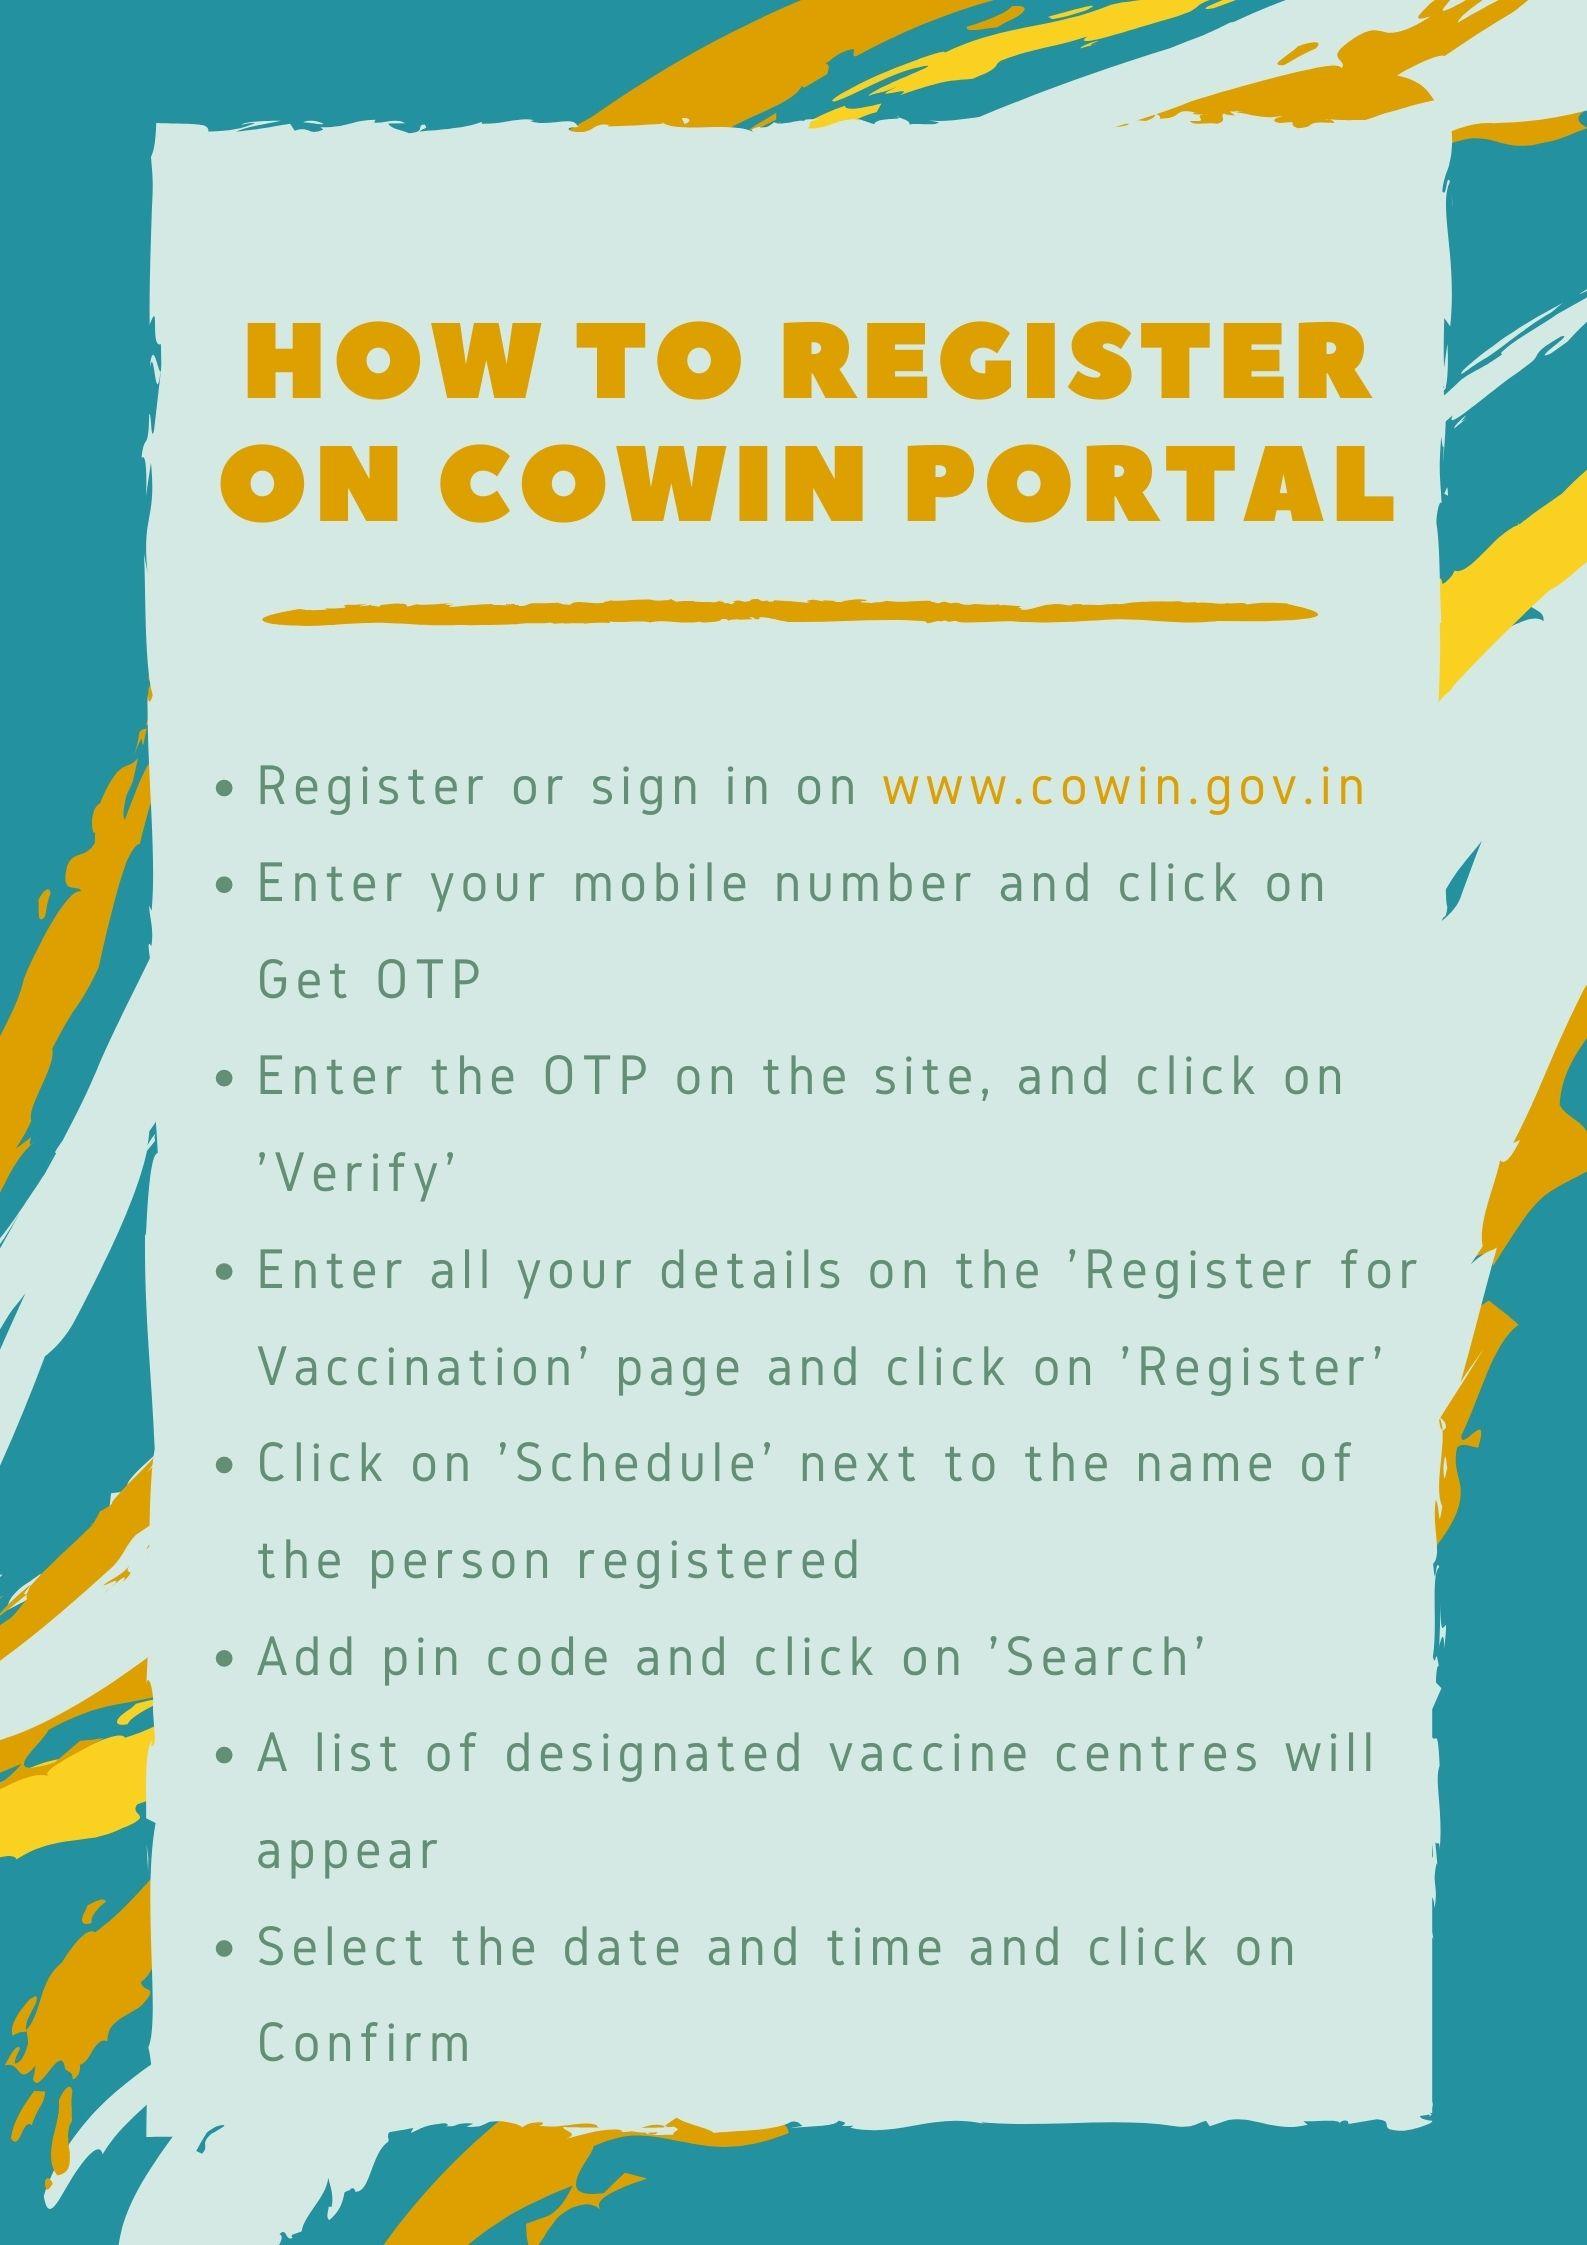 HOW TO REGISTER
ON COWIN PORTAL
• Register or sign in on www.cowin.gov.in
• Enter your mobile number and click on
Get OTP
• Enter the OTP on the site, and click on
'Verify'
• Enter all your details on the 'Register for
Vaccination' page and click on 'Register'
• Click on 'Schedule' next to the name of
the person registered
• Add pin code and click on 'Search'
• A list of designated vaccine centres will
appear
• Select the date and time and click on
Confirm